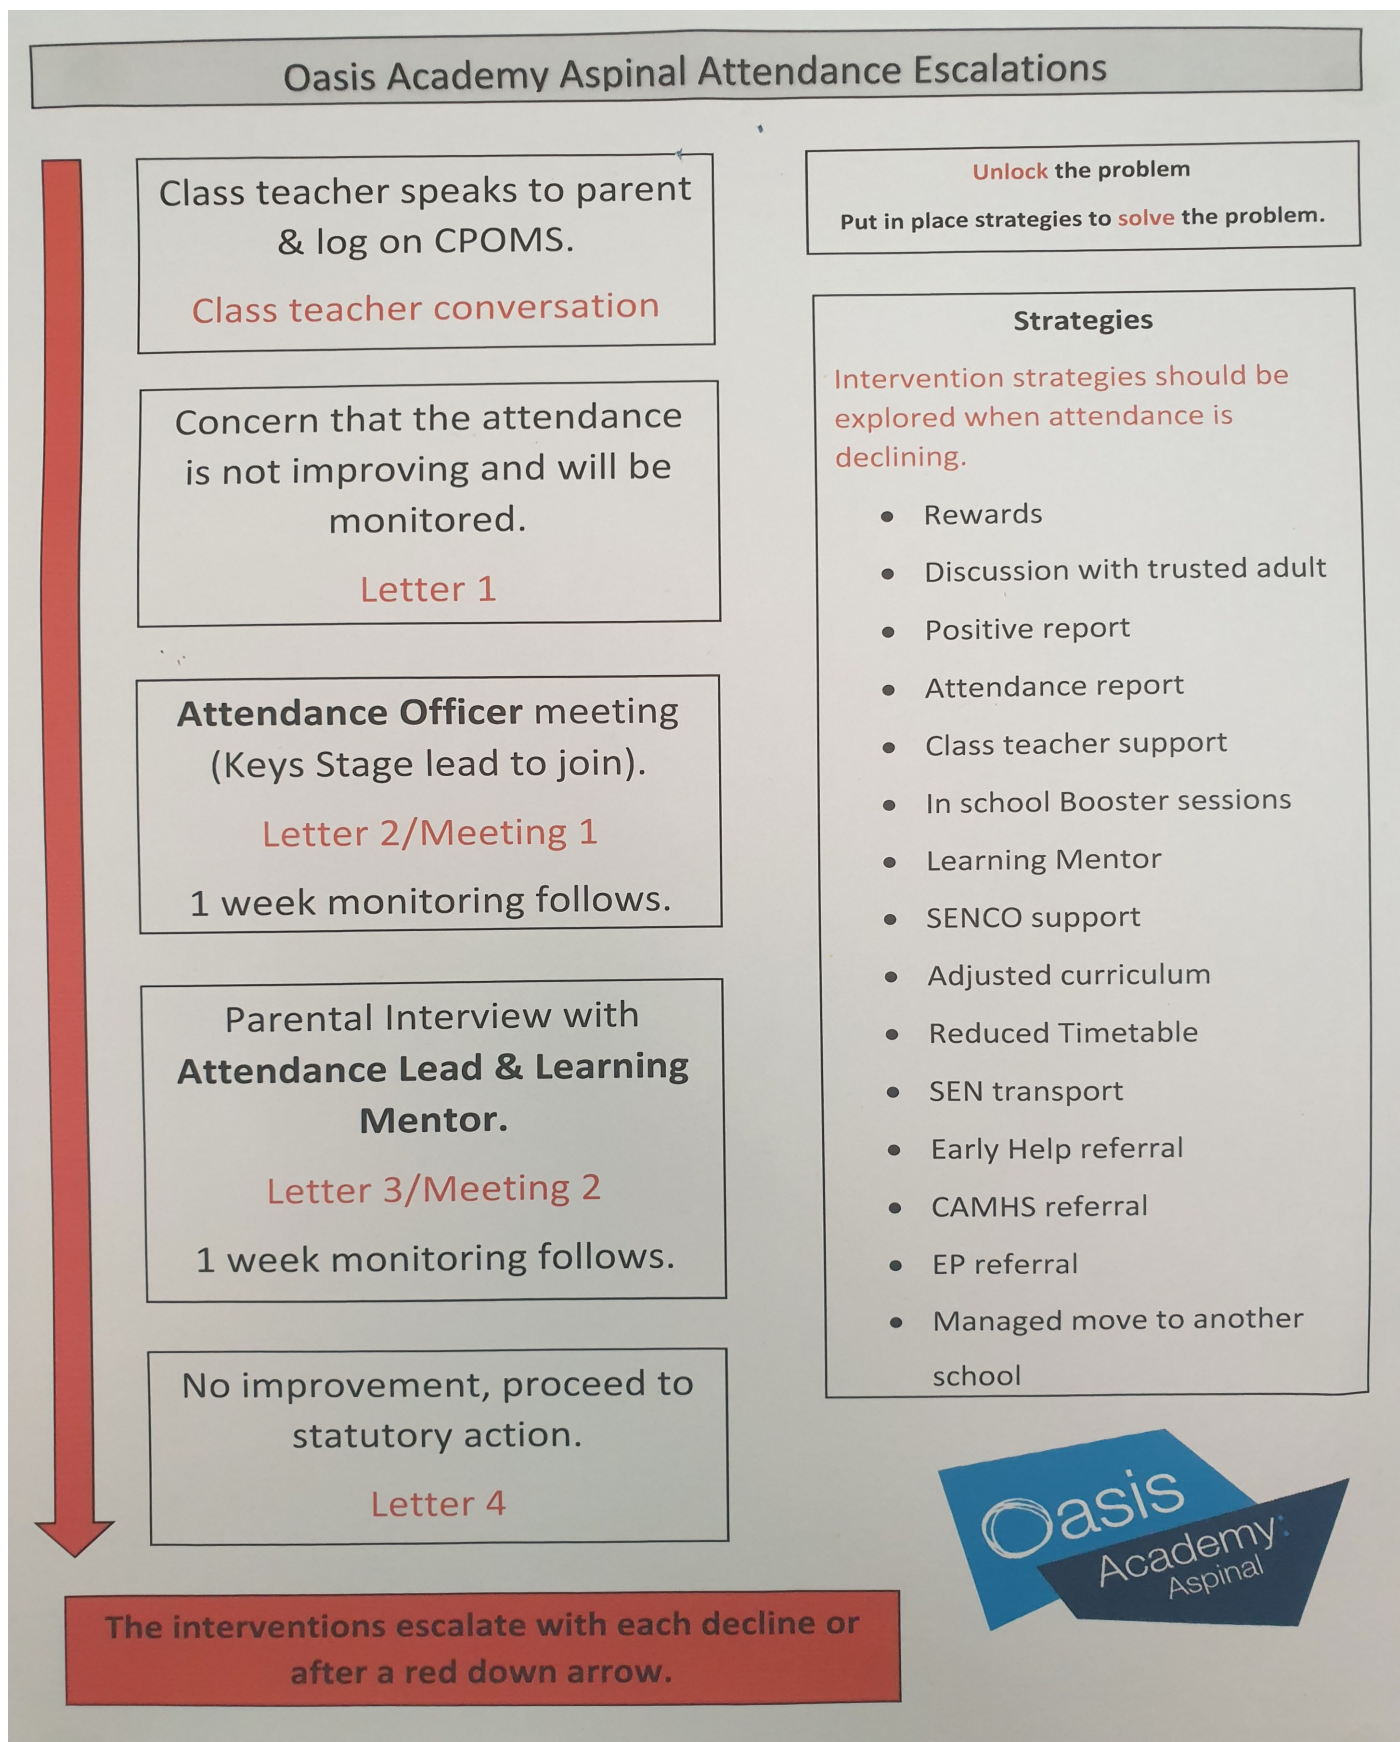 Oasis Academy Aspinal Attendance Escalations
Class teacher speaks to parent
& log on CPOMS.
Class teacher conversation
Concern that the attendance
is not improving and will be
monitored.
Letter 1
Attendance Officer meeting
(Keys Stage lead to join).
Letter 2/Meeting 1
1 week monitoring follows.
Parental Interview with
Attendance Lead & Learning
Mentor.
Letter 3/Meeting 2
1 week monitoring follows.
No improvement, proceed to
statutory action.
Letter 4
The interventions escalate with each decline or
after a red down arrow.
Unlock the problem
Put in place strategies to solve the problem.
Strategies
Intervention strategies should be
explored when attendance is
declining.
• Rewards
• Discussion with trusted adult
• Positive report
• Attendance report
• Class teacher support
• In school Booster sessions
• Learning Mentor
• SENCO support
• Adjusted curriculum
• Reduced Timetable
• SEN transport
• Early Help referral
• CAMHS referral
• EP referral
• Managed move to another
school
Oasis
Academy:
Aspinal